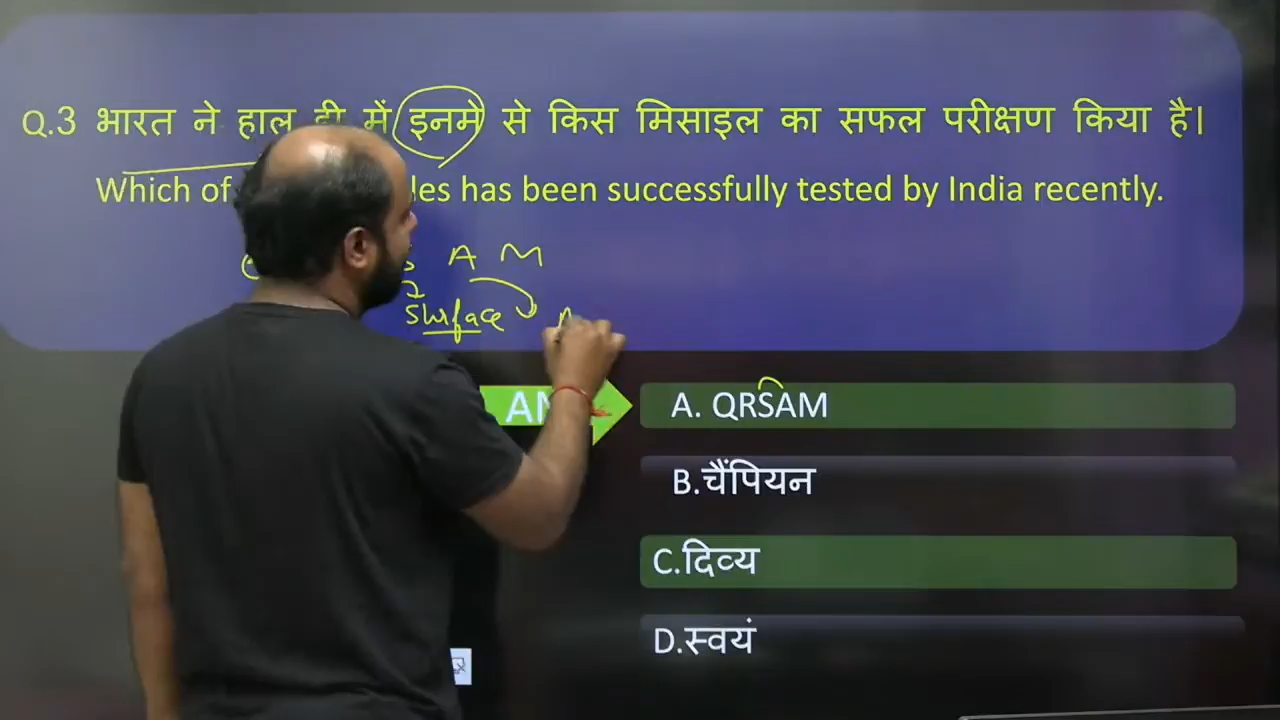 Q.3 भारत ने हाल ही में इनमे से किस मिसाइल का सफल परीक्षण किया है।
Which of les has been successfully tested by India recently.
A M
Surface
A. QRSAM
B.चैंपियन
C.दिव्य
D.स्वयं